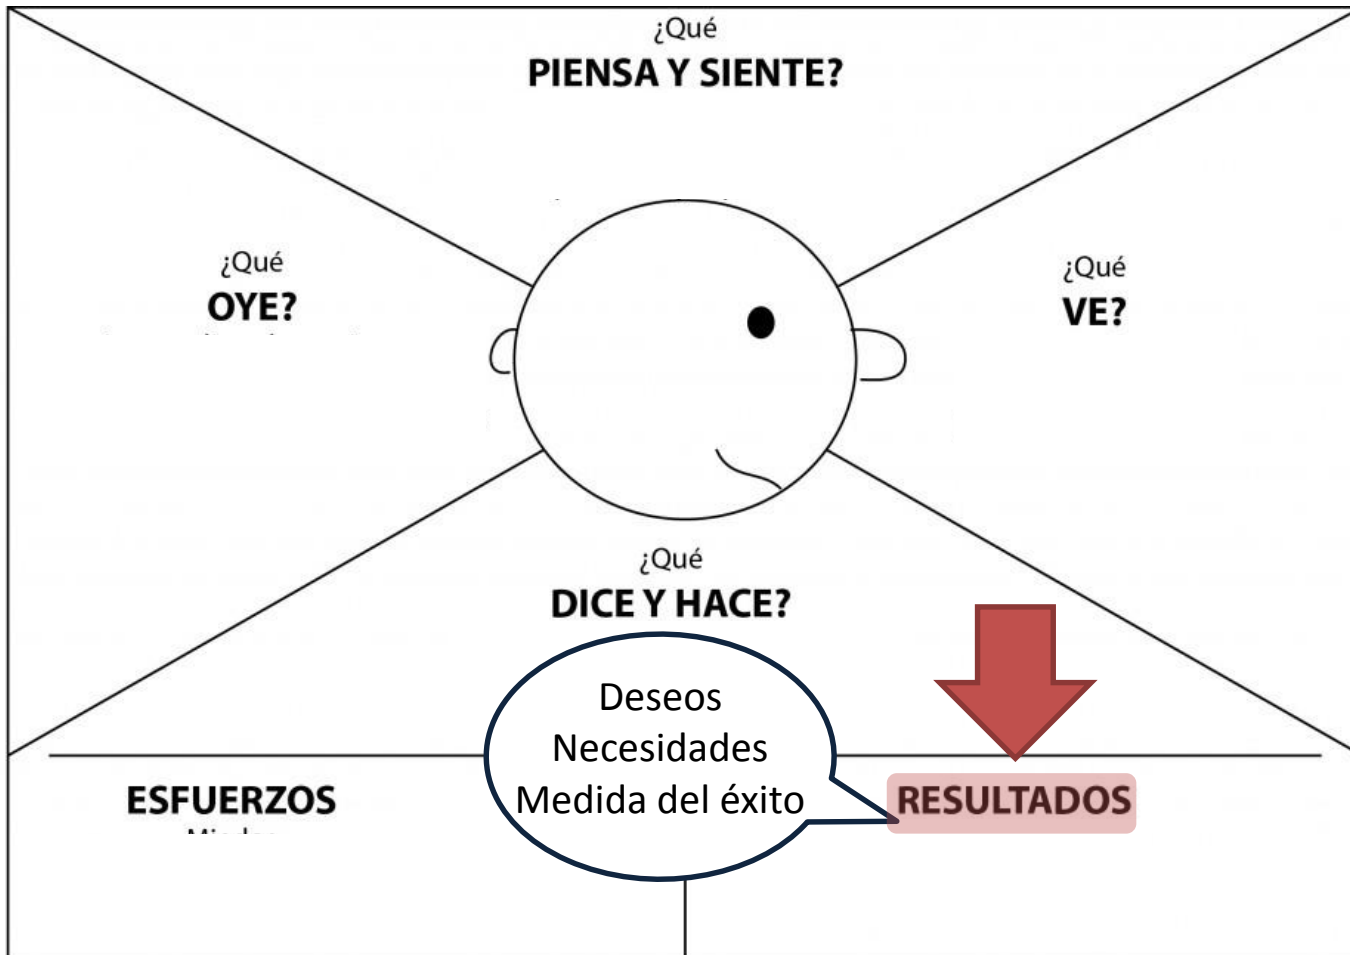 ¿Qué
PIENSA Y SIENTE?
¿Qué
OYE?
¿Qué
VE?
¿Qué
DICE Y HACE?
Deseos
Necesidades
Medida del éxito
ESFUERZOS
RESULTADOS